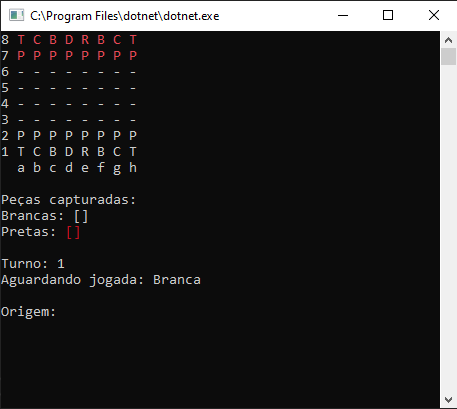 C:\Program Files\dotnet\dotnet.exe
8 T C B D R B C T
7 P P P P P P P P
6 - - - - - - - -
5 - - - - - - - -
4 - - - - - - - -
3 - - - - - - - -
2 P P P P P P P P
1 T C B D R B C T
  a b c d e f g h
Peças capturadas:
Brancas: []
Pretas: []
Turno: 1
Aguardando jogada: Branca
Origem: